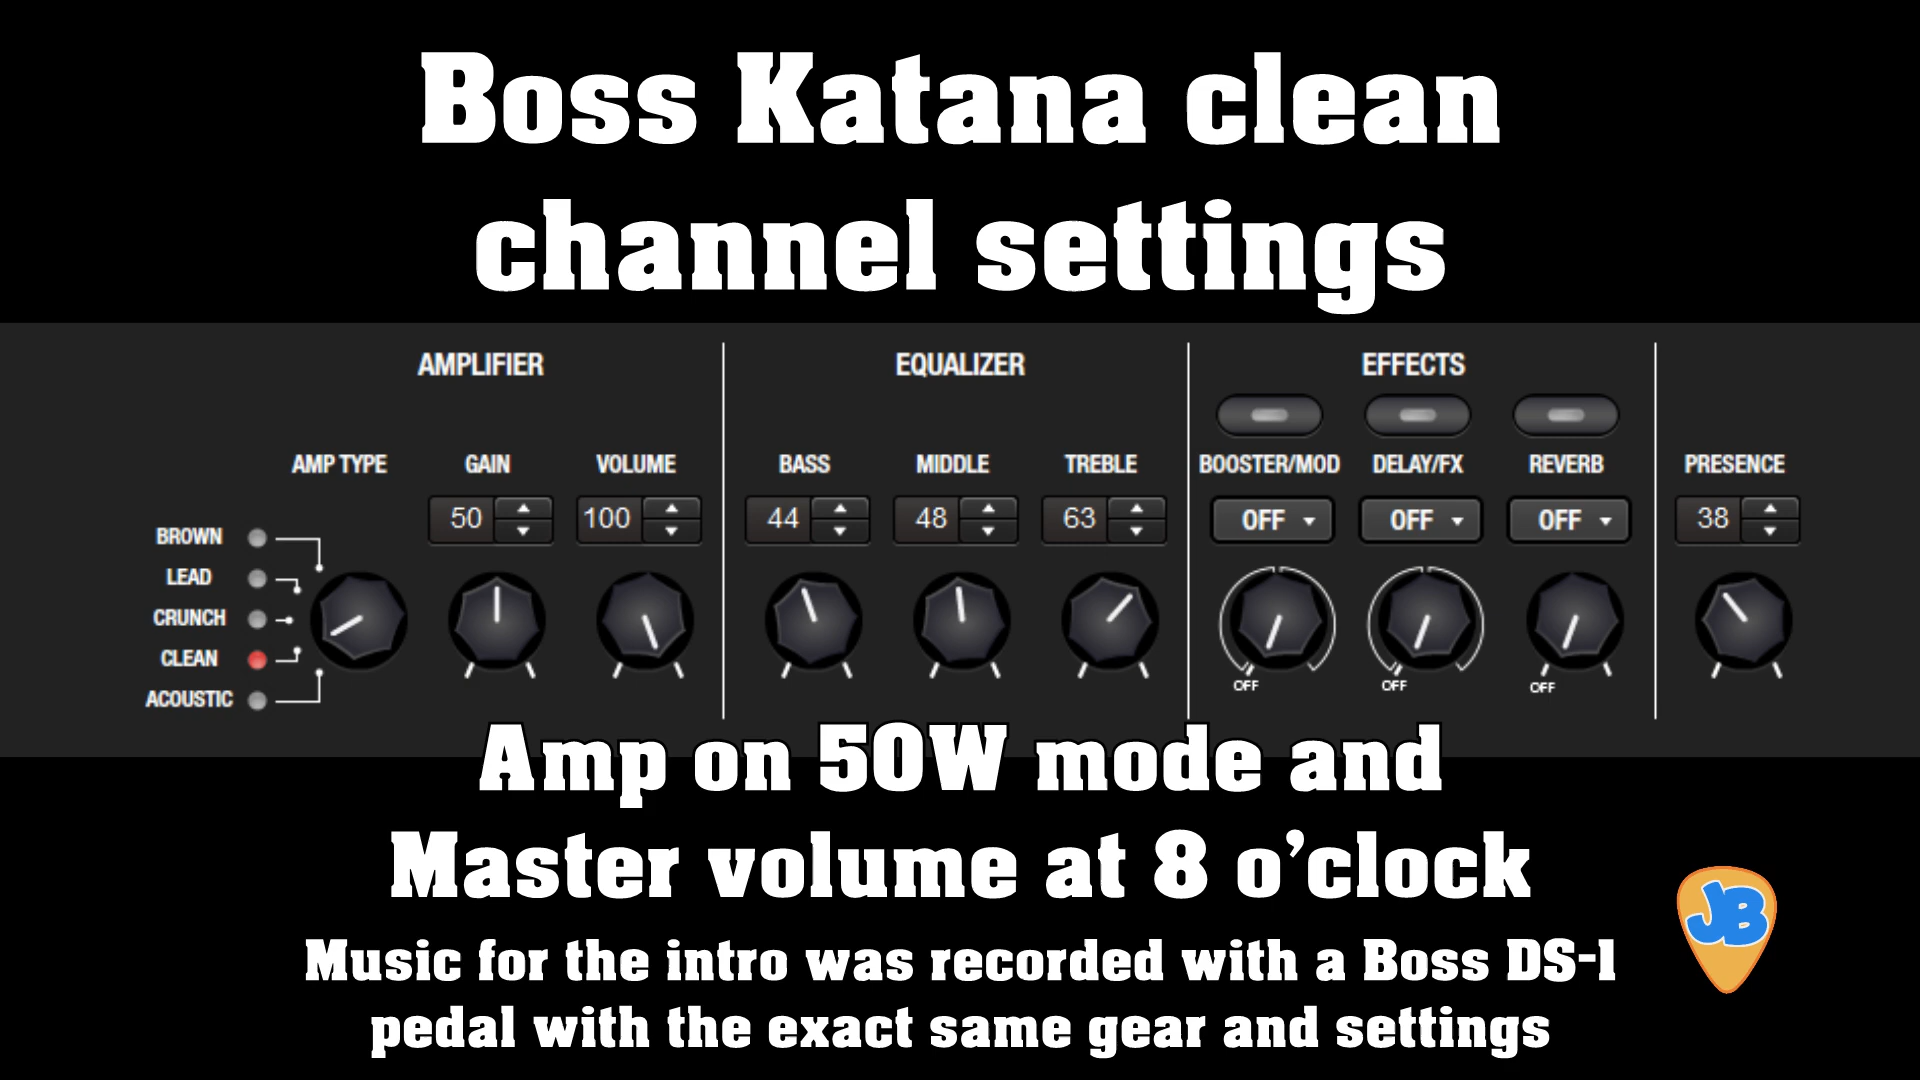 Boss Katana clean
channel settings
AMPLIFIER
EQUALIZER
EFFECTS
AMP TYPE
GAIN
VOLUME
BASS
MIDDLE
TREBLE
BOOSTER/MOD
DELAY/FX
REVERB
PRESENCE
50
100
44
48
63
OFF
OFF
OFF
38
BROWN
LEAD
CRUNCH
CLEAN
ACOUSTIC
OFF
OFF
OFF
Amp on 50W mode and
Master volume at 8 o’clock
JB
Music for the intro was recorded with a Boss DS-1
pedal with the exact same gear and settings